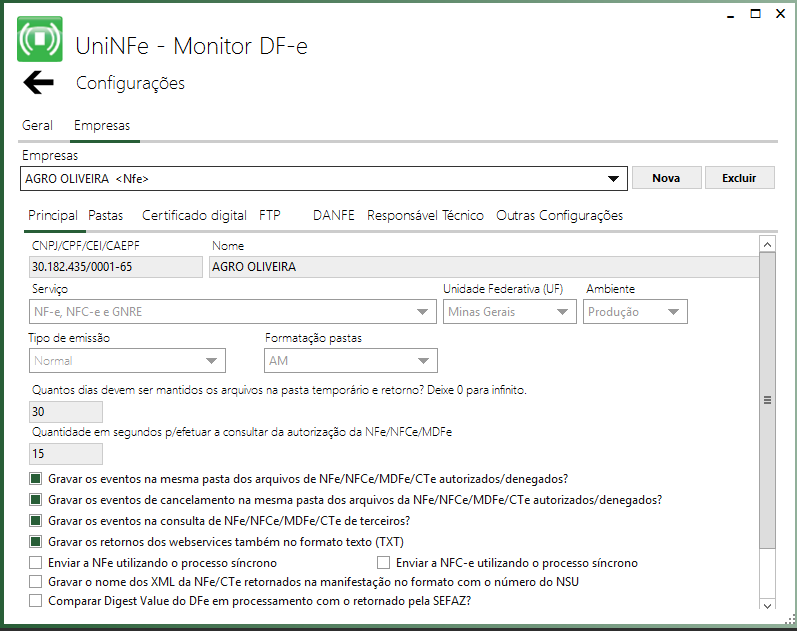 UniNFe - Monitor DF-e
Configurações
Geral Empresas
Empresas
AGRO OLIVEIRA <Nfe> Nova Excluir
Principal Pastas Certificado digital FTP DANFE Responsável Técnico Outras Configurações
CNPJ/CPF/CEI/CAEPF Nome
30.182.435/0001-65 AGRO OLIVEIRA
Serviço Unidade Federativa (UF) Ambiente
NF-e, NFC-e e GNRE Minas Gerais Produção
Tipo de emissão Formatação pastas
Normal AM
Quantos dias devem ser mantidos os arquivos na pasta temporário e retorno? Deixe 0 para infinito.
30
Quantidade em segundos p/efetuar a consultar da autorização da NFe/NFCe/MDFe
15
Gravar os eventos na mesma pasta dos arquivos de NFe/NFCe/MDFe/CTe autorizados/denegados?
Gravar os eventos de cancelamento na mesma pasta dos arquivos da NFe/NFCe/MDFe/CTe autorizados/denegados?
Gravar os eventos na consulta de NFe/NFCe/MDFe/CTe de terceiros?
Gravar os retornos dos webservices também no formato texto (TXT)
Enviar a NFe utilizando o processo síncrono Enviar a NFC-e utilizando o processo síncrono
Gravar o nome dos XML da NFe/CTe retornados na manifestação no formato com o número do NSU
Comparar Digest Value do DFe em processamento com o retornado pela SEFAZ?